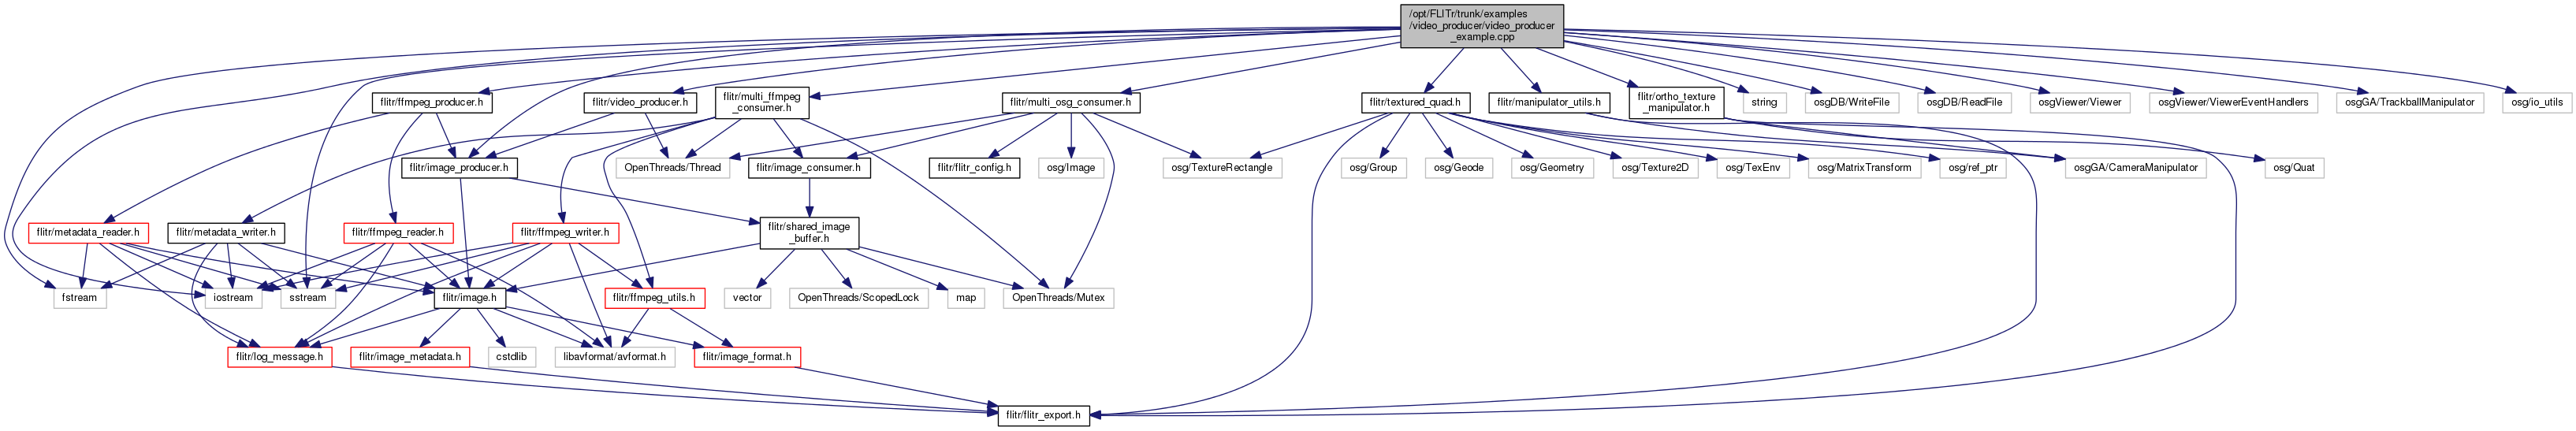 /opt/FLITr/trunk/examples
/video_producer/video_producer
_example.cpp
flitr/ffmpeg_producer.h
flitr/video_producer.h
flitr/multi_ffmpeg
_consumer.h
flitr/multi_osg_consumer.h
flitr/textured_quad.h
flitr/manipulator_utils.h
flitr/ortho_texture
_manipulator.h
string
osgDB/WriteFile
osgDB/ReadFile
osgViewer/Viewer
osgViewer/ViewerEventHandlers
osgGA/TrackballManipulator
osg/io_utils
flitr/image_producer.h
OpenThreads/Thread
flitr/image_consumer.h
flitr/flitr_config.h
osg/Image
osg/TextureRectangle
osg/Group
osg/Geode
osg/Geometry
osg/Texture2D
osg/TexEnv
osg/MatrixTransform
osg/ref_ptr
osgGA/CameraManipulator
osg/Quat
flitr/metadata_reader.h
flitr/metadata_writer.h
flitr/ffmpeg_reader.h
flitr/ffmpeg_writer.h
flitr/shared_image
_buffer.h
fstream
iostream
sstream
flitr/image.h
flitr/ffmpeg_utils.h
vector
OpenThreads/ScopedLock
map
OpenThreads/Mutex
flitr/log_message.h
flitr/image_metadata.h
cstdlib
libavformat/avformat.h
flitr/image_format.h
flitr/flitr_export.h